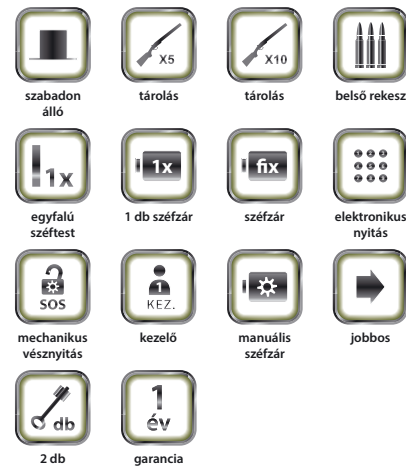 X5
X10
szabadon
álló
tárolás
tárolás
belső rekesz
1x
1x
fix
egyfalú
széftest
1 db széfzár
széfzár
elektronikus
nyitás
SOS
1
KEZ.
mechanikus
vésznyitás
kezelő
manuális
széfzár
jobbos
db
1
év
2 db
garancia